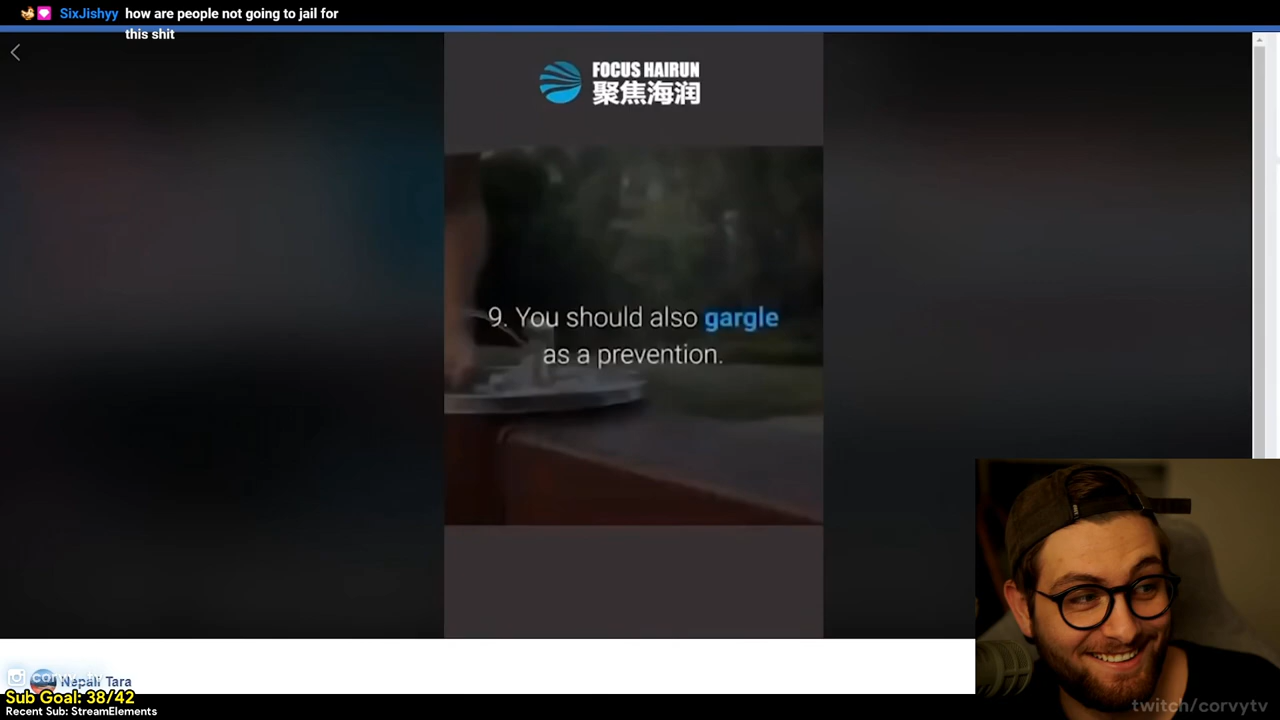 SixJishyy how are people not going to jail for
this shit
FOCUS HAIRUN
聚焦海润
9. You should also gargle
as a prevention.
Nepali Tara
Sub Goal: 38/42
Recent Sub: StreamElements
twitch/corvytv